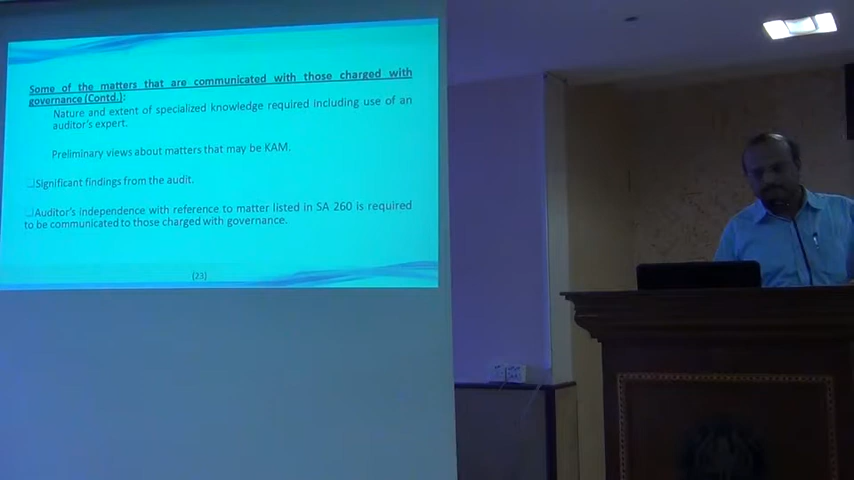 Some of the matters that are communicated with those charged with
governance (Contd.):
Nature and extent of specialized knowledge required including use of an
auditor's expert.
Preliminary views about matters that may be KAM.
Significant findings from the audit.
Auditor's independence with reference to matter listed in SA 260 is required
to be communicated to those charged with governance.
(23)